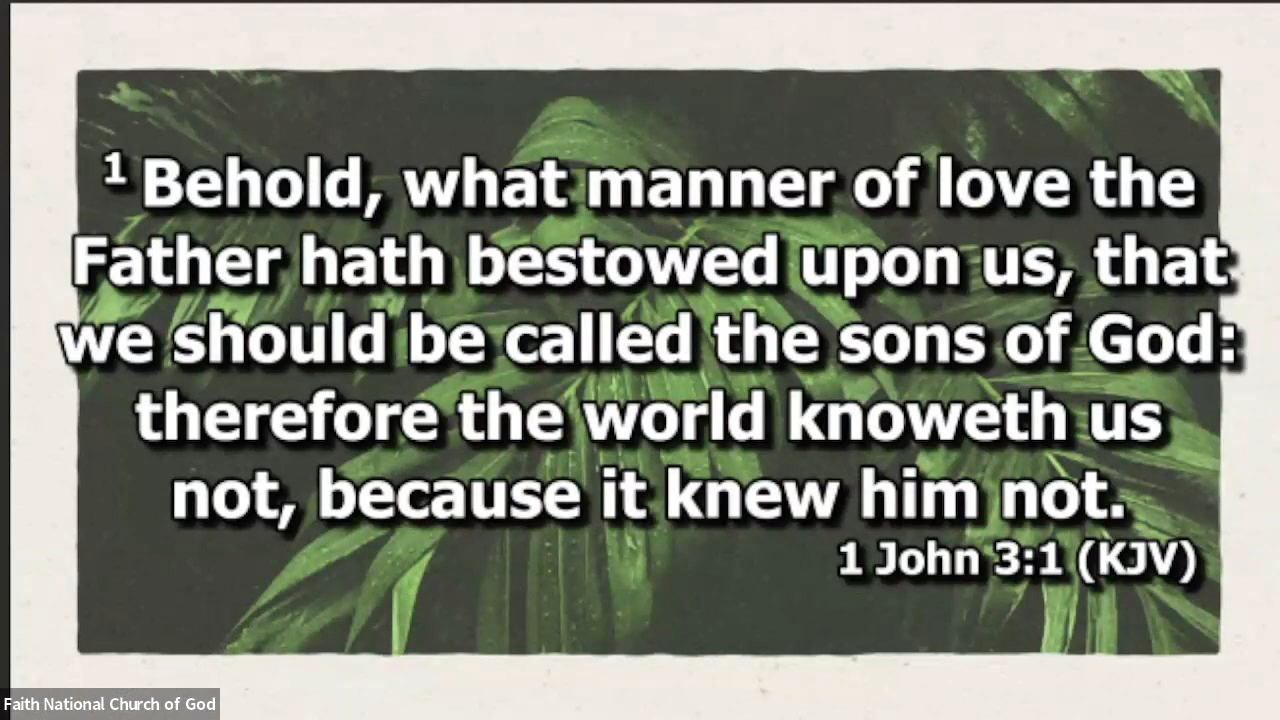 1 Behold, what manner of love the
Father hath bestowed upon us, that
we should be called the sons of God:
therefore the world knoweth us
not, because it knew him not.
1 John 3:1 (KJV)
Faith National Church of God